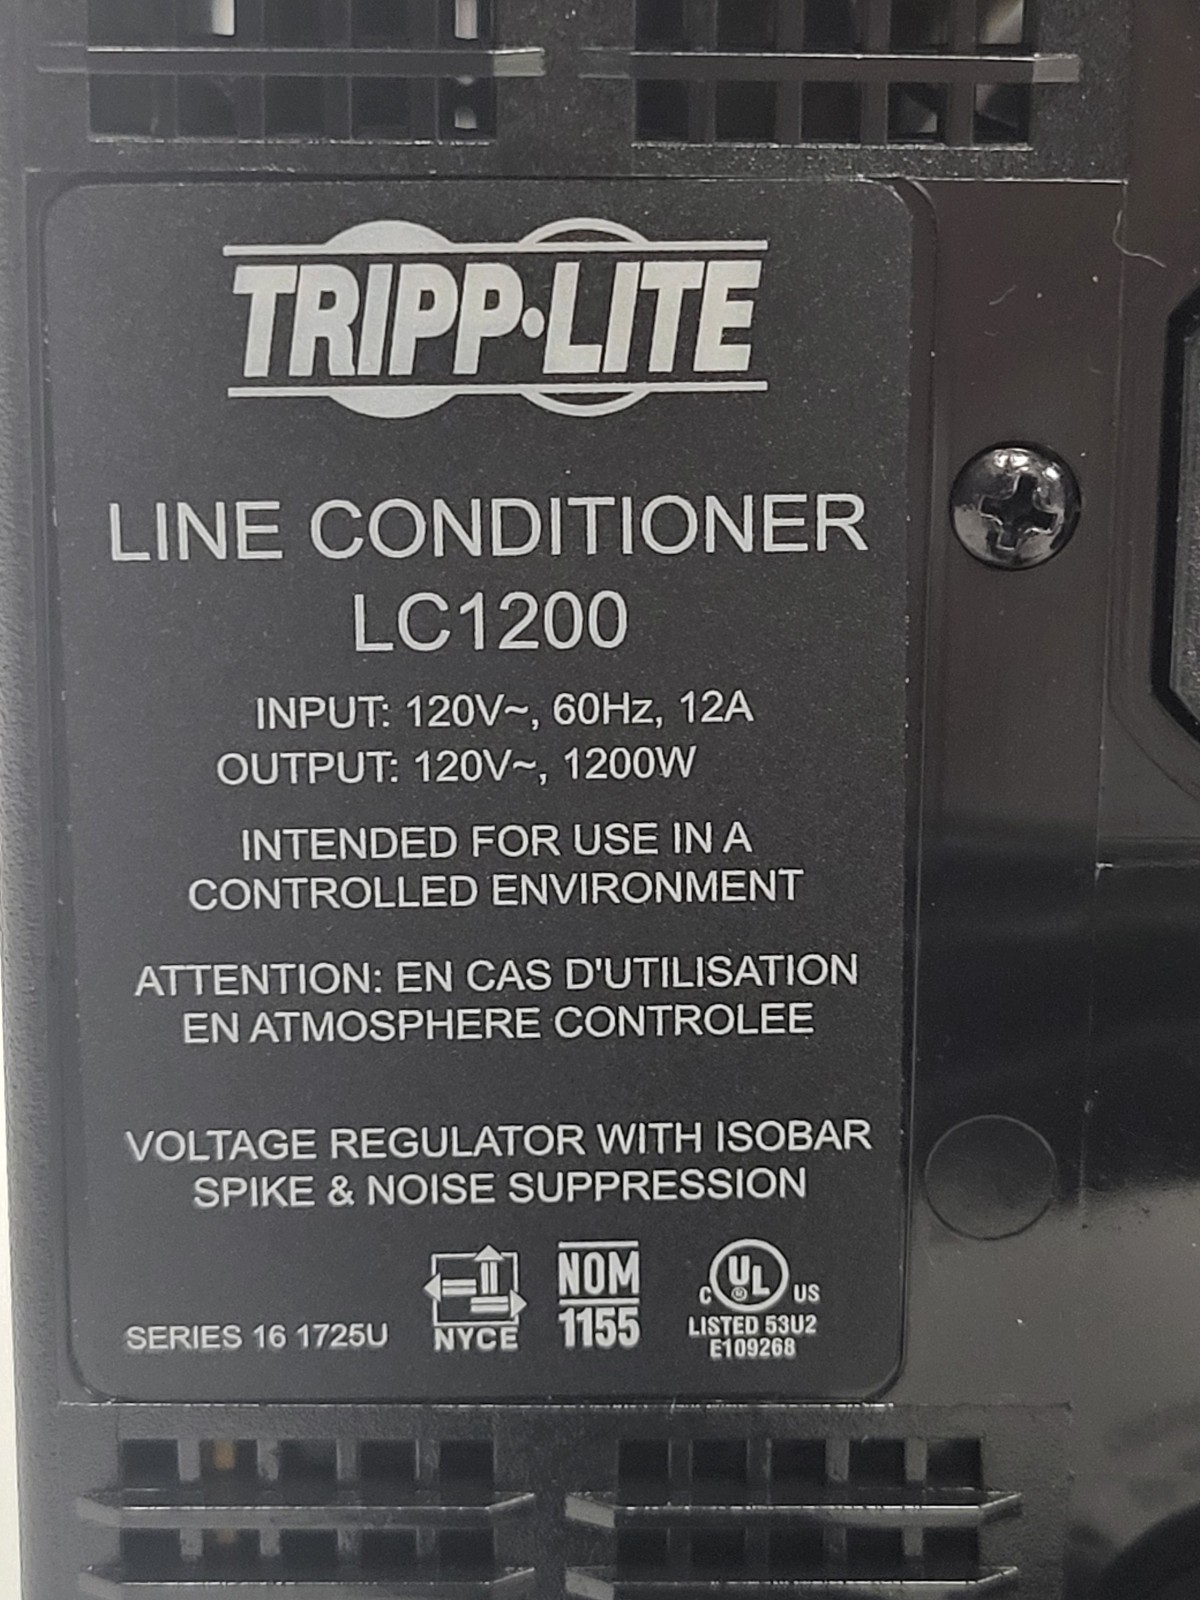 TRIPP·LITE
LINE CONDITIONER
LC1200
INPUT: 120V~, 60Hz, 12A
OUTPUT: 120V~, 1200W
INTENDED FOR USE IN A
CONTROLLED ENVIRONMENT
ATTENTION: EN CAS D'UTILISATION
EN ATMOSPHERE CONTROLEE
VOLTAGE REGULATOR WITH ISOBAR
SPIKE & NOISE SUPPRESSION
SERIES 16 1725U
NYCE
NOM
1155
C UL ® US
LISTED 53U2
E109268